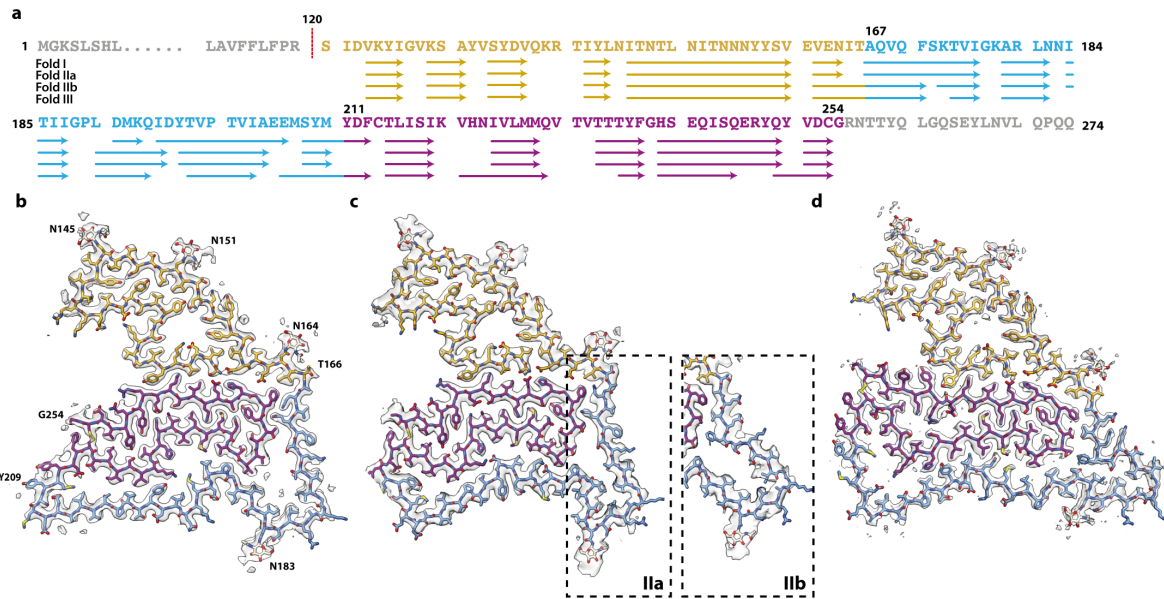 a
120
1 MGKSLSHL...... LAVFFLFPR S IDVKYIGVKS AYVSYDVQKR TIYLNITNTL NITNNNYYSV EVENITAQVQ FSKTVIGKAR LNNI 184
167
Fold I
Fold IIa
Fold IIb
Fold III
211
254
185 TIIGPL DMKQIDYTVP TVIAEEMSYM YDFCTLISIK VHNIVLMMQV TVTTTYFGHS EQISQERYQY VDCGRNTTYQ LGQSEYLNVL QPQQ 274
b
c
d
N145
N151
N164
T166
G254
Y209
N183
IIa
IIb